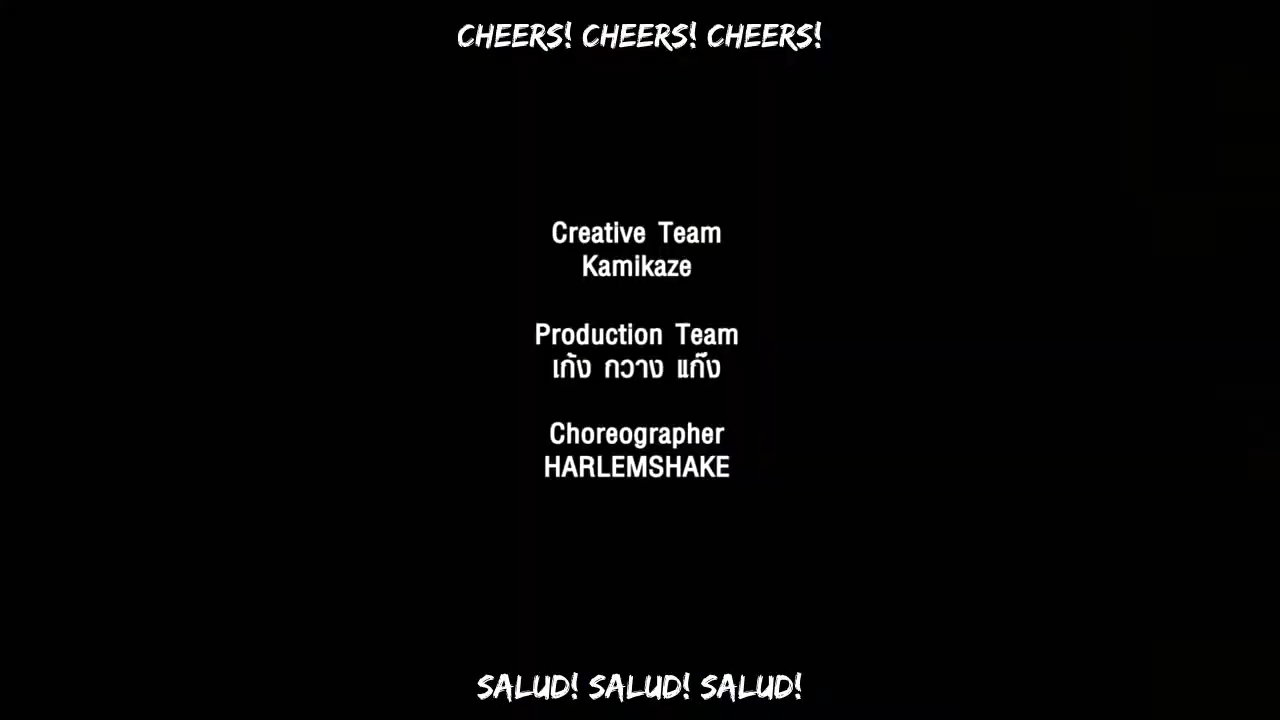 CHEERS! CHEERS! CHEERS!
Creative Team
Kamikaze
Production Team
เก้ง กวาง แก๊ง
Choreographer
HARLEMSHAKE
SALUD! SALUD! SALUD!